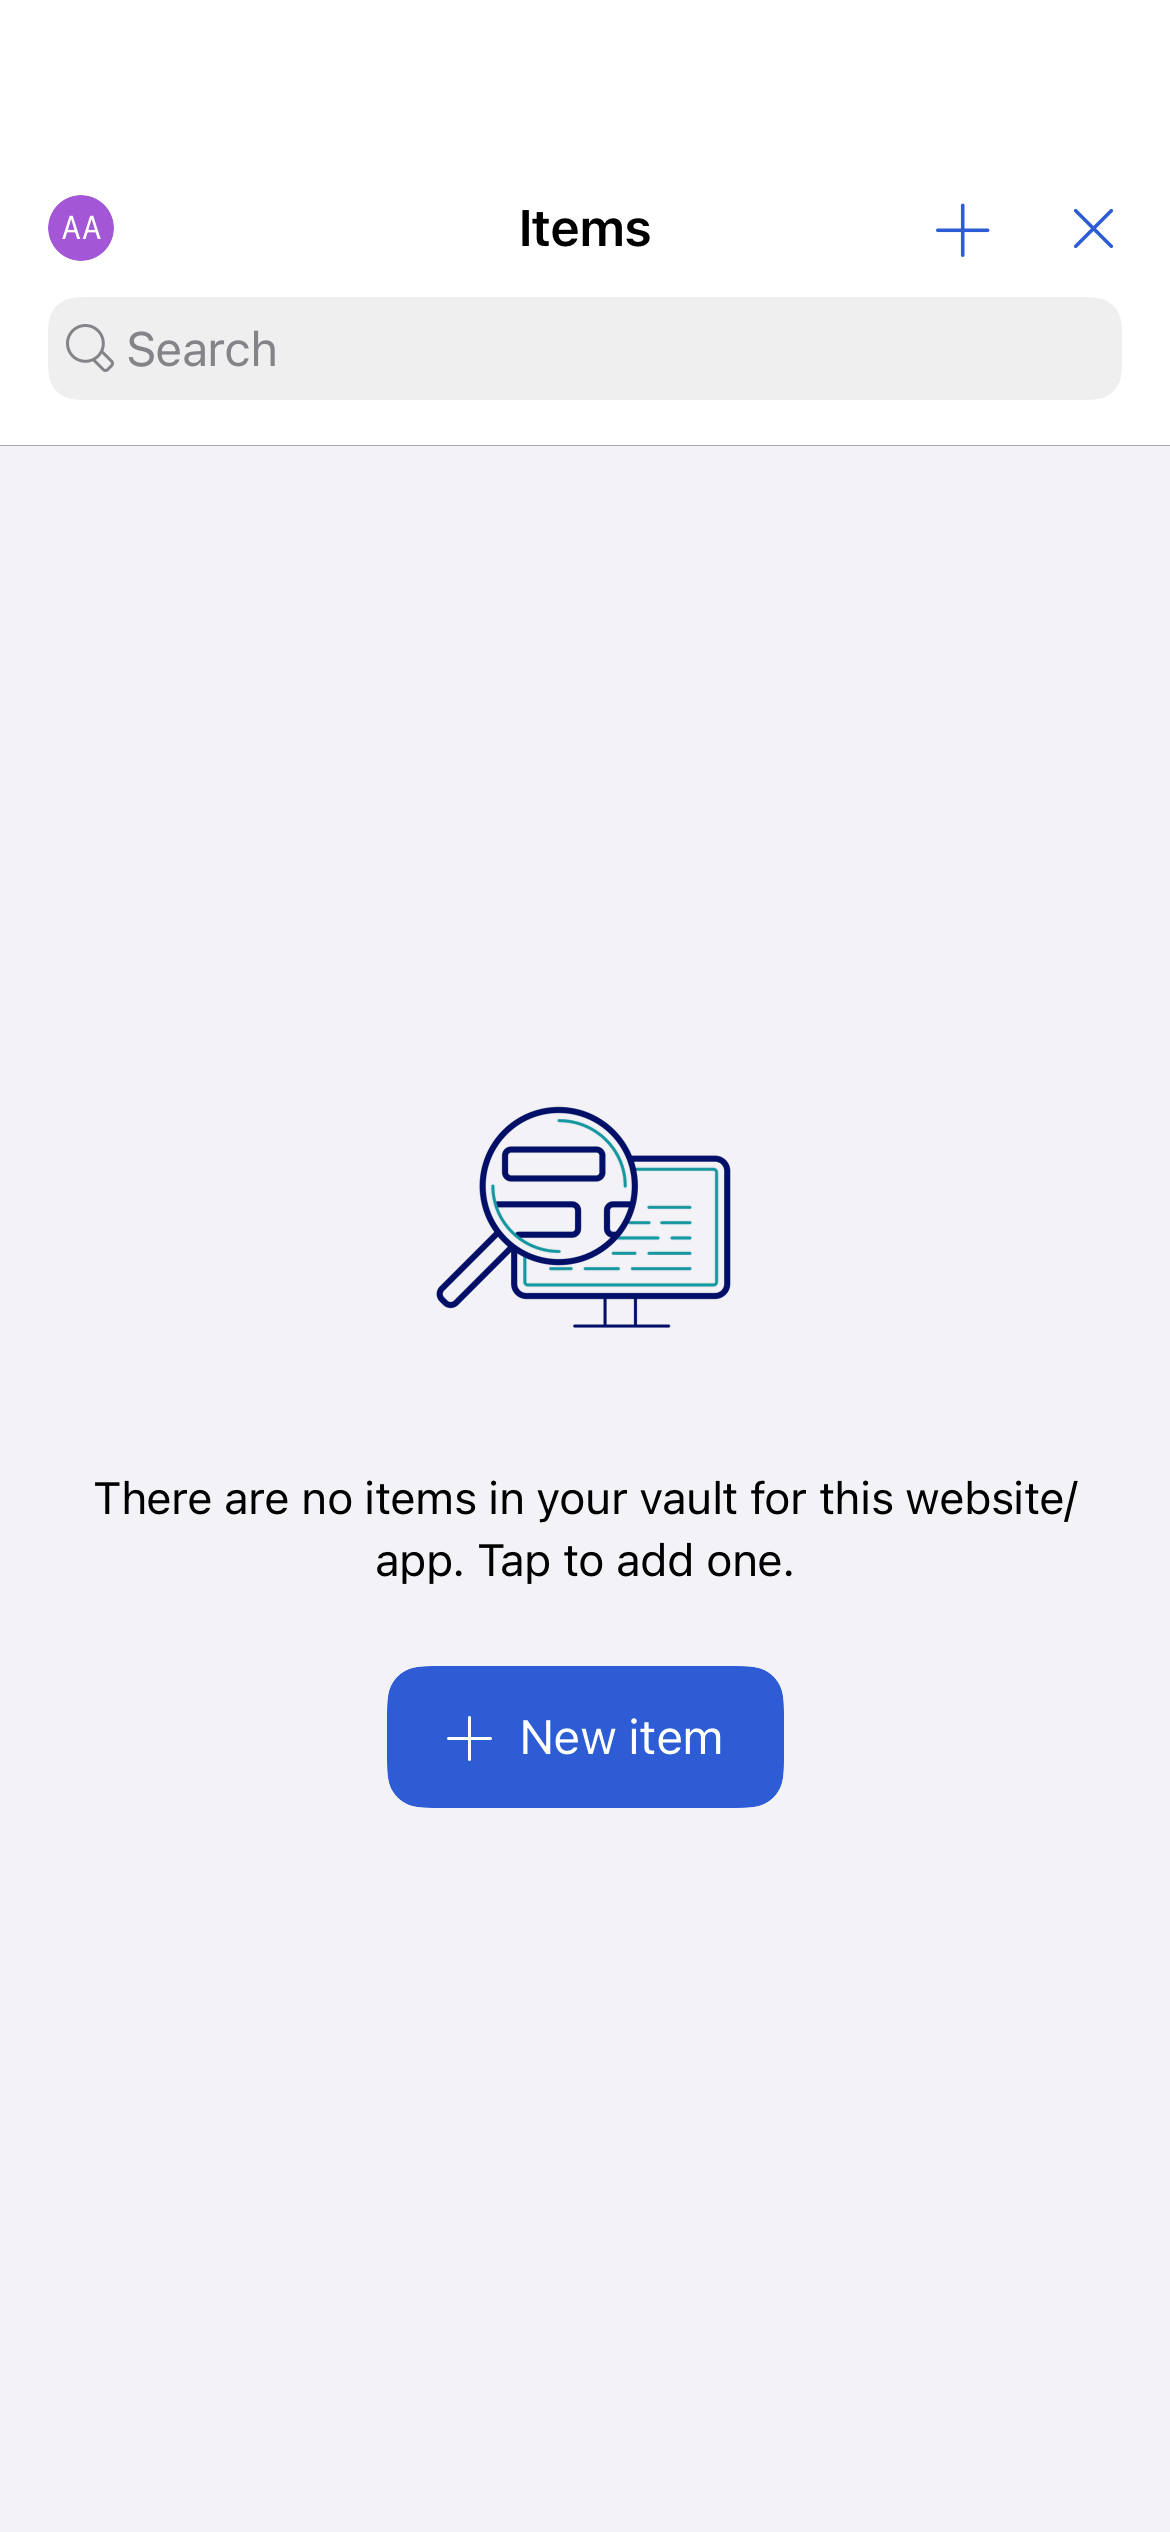 AA
Items
Search
There are no items in your vault for this website/
app. Tap to add one.
New item